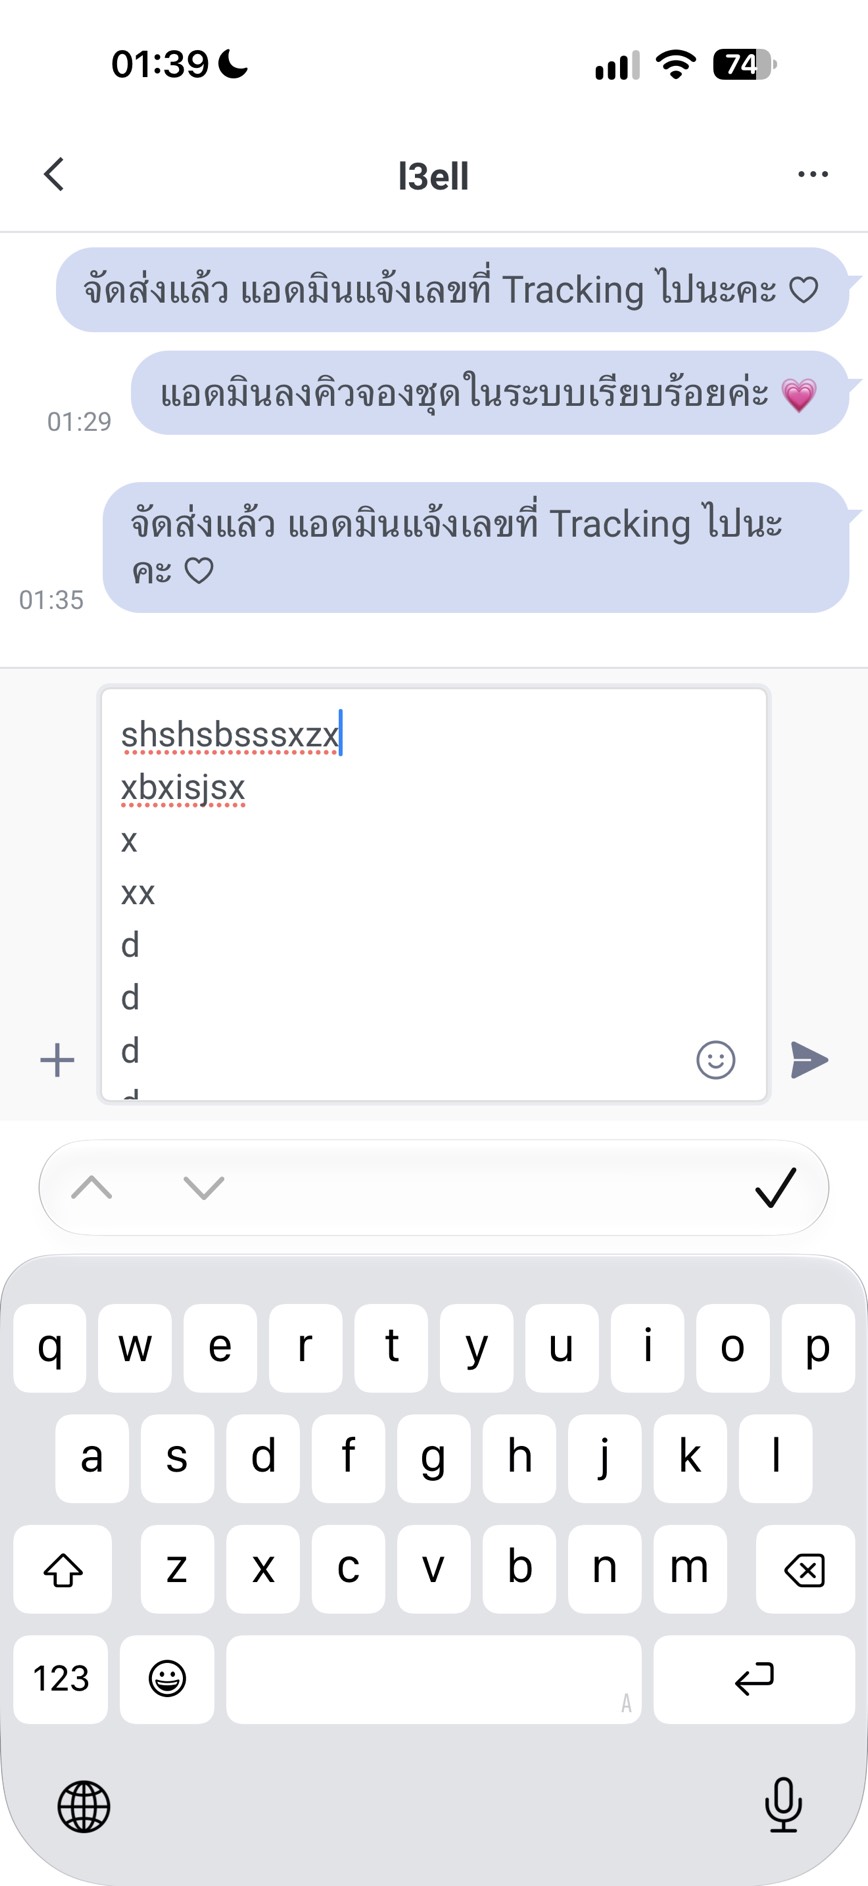 01:39
74
l3ell
จัดส่งแล้ว แอดมินแจ้งเลขที่ Tracking ไปนะคะ ♡
แอดมินลงคิวจองชุดในระบบเรียบร้อยค่ะ 💗
01:29
จัดส่งแล้ว แอดมินแจ้งเลขที่ Tracking ไปนะ
คะ ♡
01:35
shshsbsssxzx
xbxisjsx
x
xx
d
d
d
q w e r t y u i o p
a s d f g h j k l
z x c v b n m
123
A